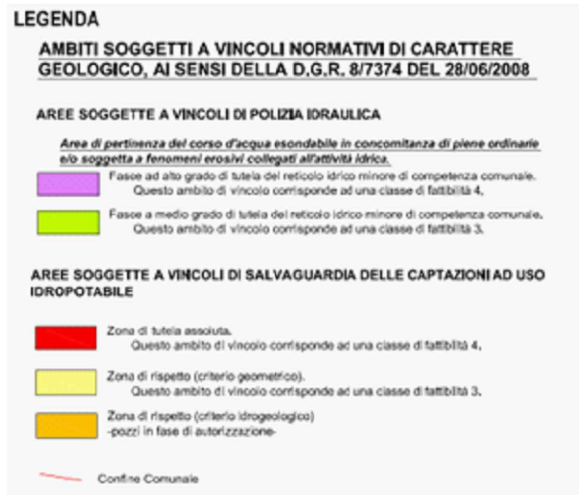 LEGENDA
AMBITI SOGGETTI A VINCOLI NORMATIVI DI CARATTERE
GEOLOGICO, AI SENSI DELLA D.G.R. 8/7374 DEL 28/06/2008
AREE SOGGETTE A VINCOLI DI POLIZIA IDRAULICA
Area di pertinenza del corso d'acqua esondabile in concomitanza di piene ordinarie
e/o soggetta a fenomeni erosivi collegati all'attività idrica.
Fasce ad alto grado di tutela del reticolo idrico minore di competenza comunale.
Questo ambito di vincolo corrisponde ad una classe di fattibilità 4.
Fasce a medio grado di tutela del reticolo idrico minore di competenza comunale.
Questo ambito di vincolo corrisponde ad una classe di fattibilità 3.
AREE SOGGETTE A VINCOLI DI SALVAGUARDIA DELLE CAPTAZIONI AD USO
IDROPOTABILE
Zona di tutela assoluta.
Questo ambito di vincolo corrisponde ad una classe di fattibilità 4.
Zona di rispetto (criterio geometrico).
Questo ambito di vincolo corrisponde ad una classe di fattibilità 3.
Zona di rispetto (criterio idrogeologico)
-pozzi in fase di autorizzazione-
Confine Comunale